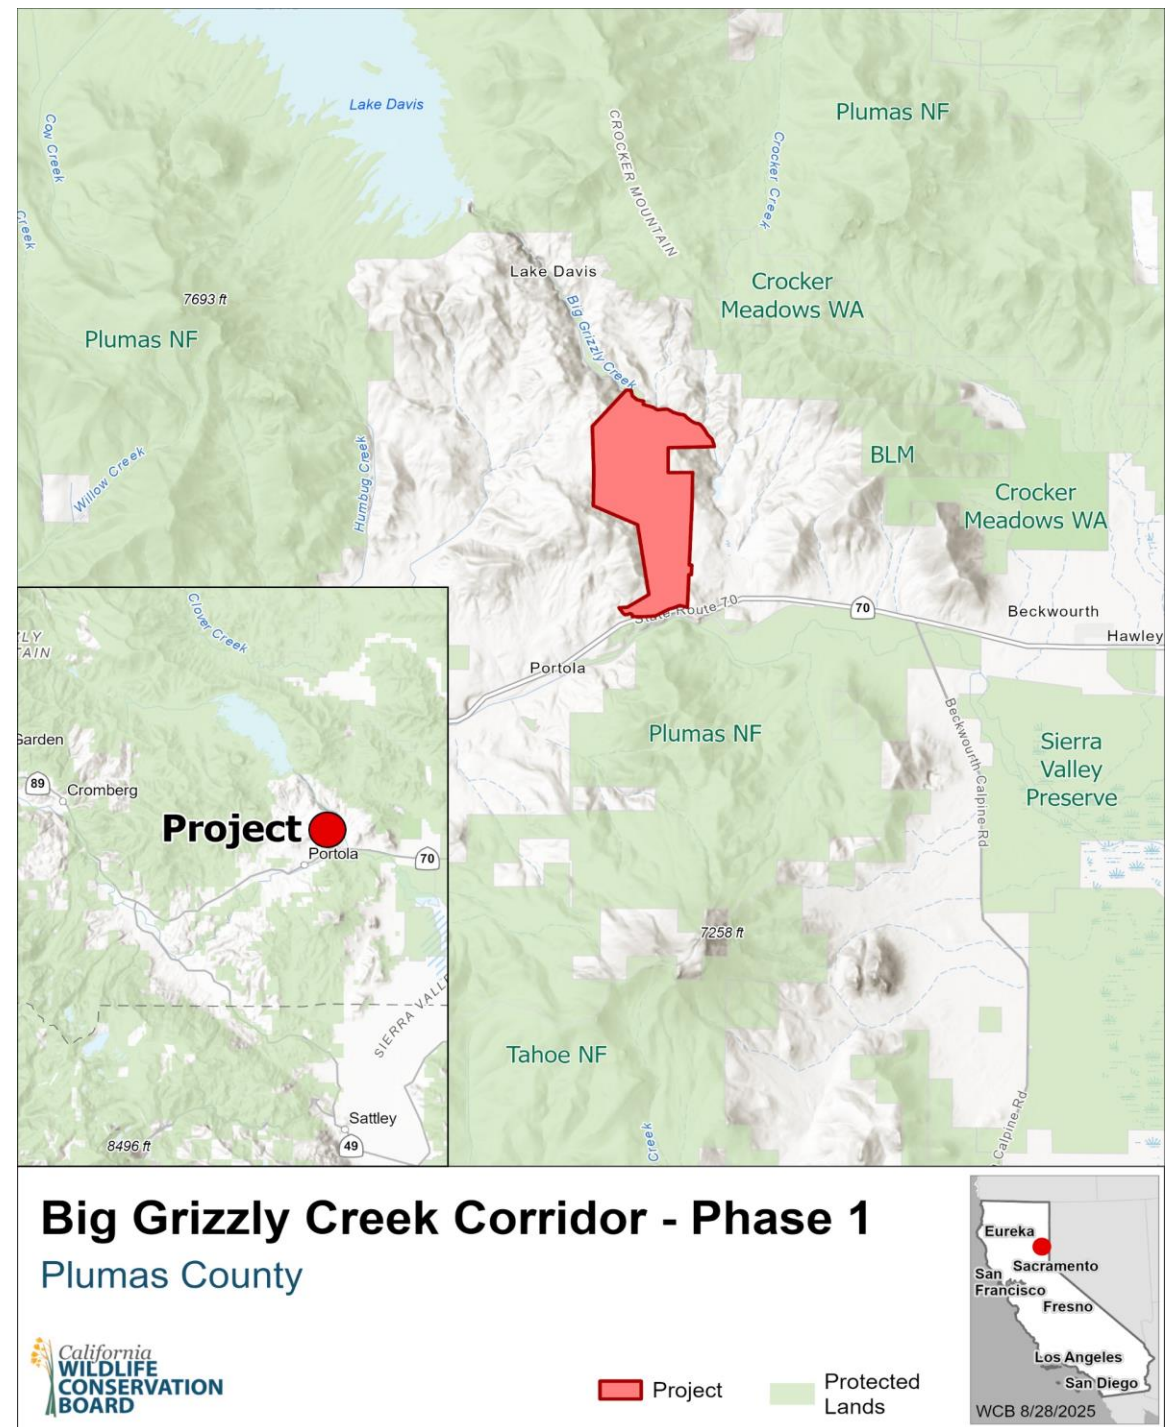 Lake Davis
Plumas NF
Cow Creek
Creek
CROCKER MOUNTAIN
Crocker Creek
Lake Davis
Crocker
Meadows WA
7693 ft
Plumas NF
Big Grizzly Creek
Willow Creek
Humbug Creek
BLM
Crocker
Meadows WA
State Route 70
70
Beckwourth
Hawley
Portola
Plumas NF
Beckwourth-Calpine-Rd
Sierra
Valley
Preserve
7258 ft
Tahoe NF
Creek
Calpine-Rd
Clover Creek
LY
AIN
Garden
89
Cromberg
Project
Portola
70
SIERRA VALLE
Sattley
49
8496 ft
Big Grizzly Creek Corridor - Phase 1
Plumas County
California
WILDLIFE
CONSERVATION
BOARD
Project
Protected
Lands
Eureka
Sacramento
San
Francisco
Fresno
Los Angeles
San Diego
WCB 8/28/2025